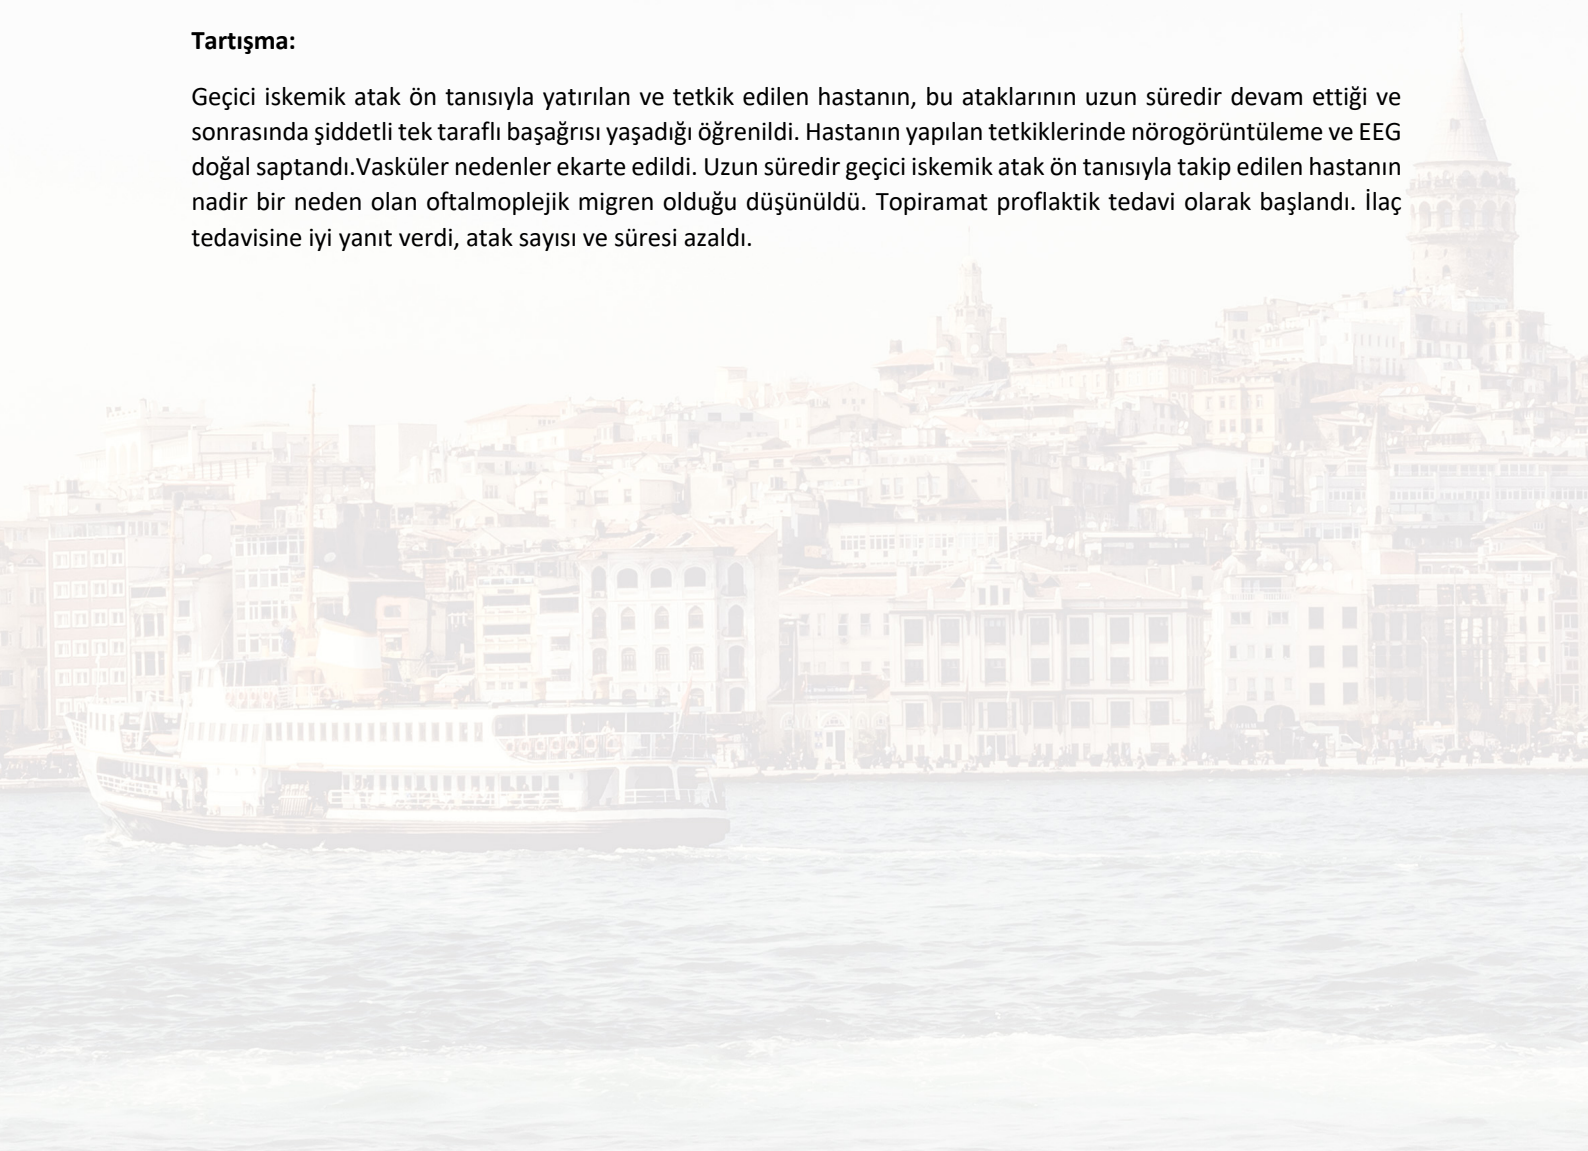 Tartışma:
Geçici iskemik atak ön tanısıyla yatırılan ve tetkik edilen hastanın, bu ataklarının uzun süredir devam ettiği ve
sonrasında şiddetli tek taraflı başağrısı yaşadığı öğrenildi. Hastanın yapılan tetkiklerinde nörogörüntüleme ve EEG
doğal saptandı.Vasküler nedenler ekarte edildi. Uzun süredir geçici iskemik atak ön tanısıyla takip edilen hastanın
nadir bir neden olan oftalmoplejik migren olduğu düşünüldü. Topiramat proflaktik tedavi olarak başlandı. İlaç
tedavisine iyi yanıt verdi, atak sayısı ve süresi azaldı.